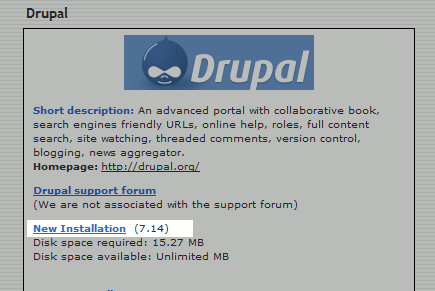 Drupal
Drupal
Short description: An advanced portal with collaborative book,
search engines friendly URLs, online help, roles, full content
search, site watching, threaded comments, version control,
blogging, news aggregator.
Homepage: http://drupal.org/
Drupal support forum
(We are not associated with the support forum)
New Installation (7.14)
Disk space required: 15.27 MB
Disk space available: Unlimited MB